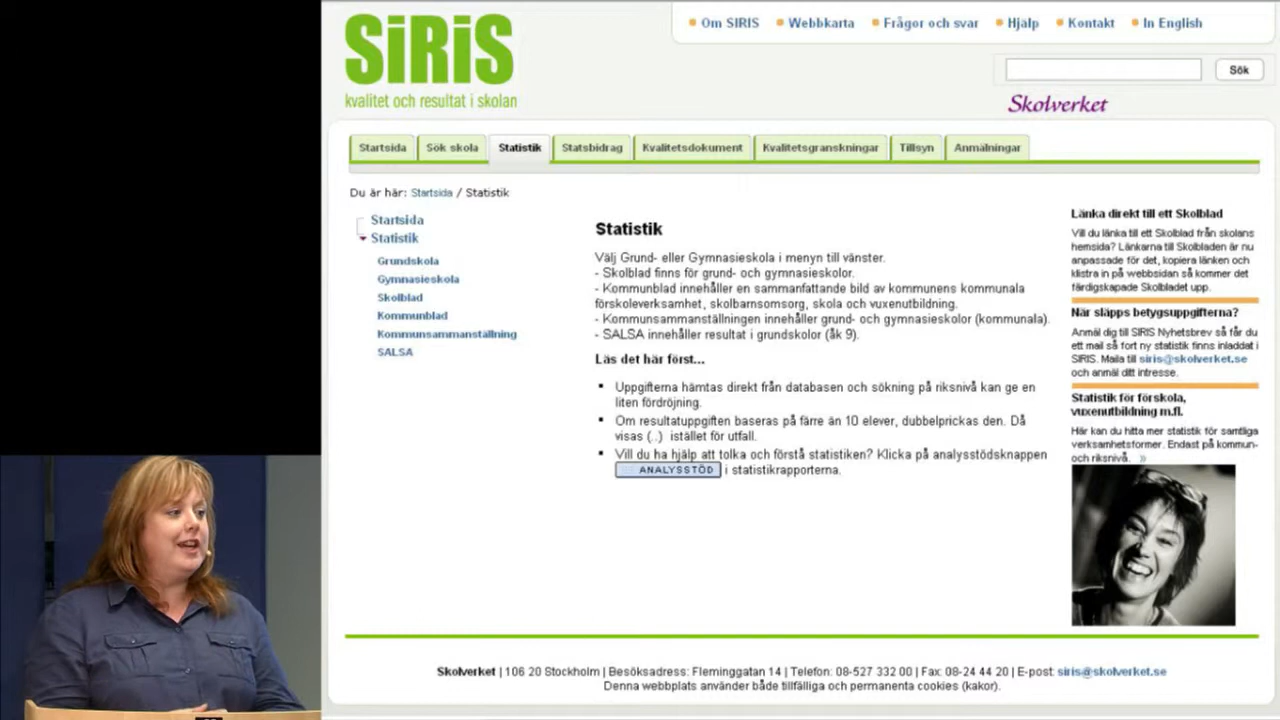 SiRiS
kvalitet och resultat i skolan
Om SIRIS
Webbkarta
Frågor och svar
Hjälp
Kontakt
In English
Sök
Skolverket
Startsida
Sök skola
Statistik
Statsbidrag
Kvalitetsdokument
Kvalitetsgranskningar
Tillsyn
Anmälningar
Du är här: Startsida / Statistik
Startsida
Statistik
Grundskola
Gymnasieskola
Skolblad
Kommunblad
Kommunsammanställning
SALSA
Statistik
Välj Grund- eller Gymnasieskola i menyn till vänster.
- Skolblad finns för grund- och gymnasieskolor.
- Kommunblad innehåller en sammanfattande bild av kommunens kommunala
förskoleverksamhet, skolbarnsomsorg, skola och vuxenutbildning.
- Kommunsammanställningen innehåller grund- och gymnasieskolor (kommunala).
- SALSA innehåller resultat i grundskolor (åk 9).
Läs det här först...
Uppgifterna hämtas direkt från databasen och sökning på riksnivå kan ge en
liten fördröjning.
Om resultatuppgiften baseras på färre än 10 elever, dubbelprickas den. Då
visas (..) istället för utfall.
Vill du ha hjälp att tolka och förstå statistiken? Klicka på analysstödsknappen
ANALYSSTÖD i statistikrapporterna.
Länka direkt till ett Skolblad
Vill du länka till ett Skolblad från skolans
hemsida? Länkarna till Skolbladen är nu
anpassade för det, kopiera länken och
klistra in på webbsidan så kommer det
färdigskapade Skolbladet upp.
När släpps betygsuppgifterna?
Anmäl dig till SIRIS Nyhetsbrev så får du
ett mail så fort ny statistik finns inladdat i
SIRIS. Maila till siris@skolverket.se
och anmäl ditt intresse.
Statistik för förskola,
vuxenutbildning m.fl.
Här kan du hitta mer statistik för samtliga
verksamhetsformer. Endast på kommun-
och riksnivå. »
Skolverket | 106 20 Stockholm | Besöksadress: Fleminggatan 14 | Telefon: 08-527 332 00 | Fax: 08-24 44 20 | E-post: siris@skolverket.se
Denna webbplats använder både tillfälliga och permanenta cookies (kakor).